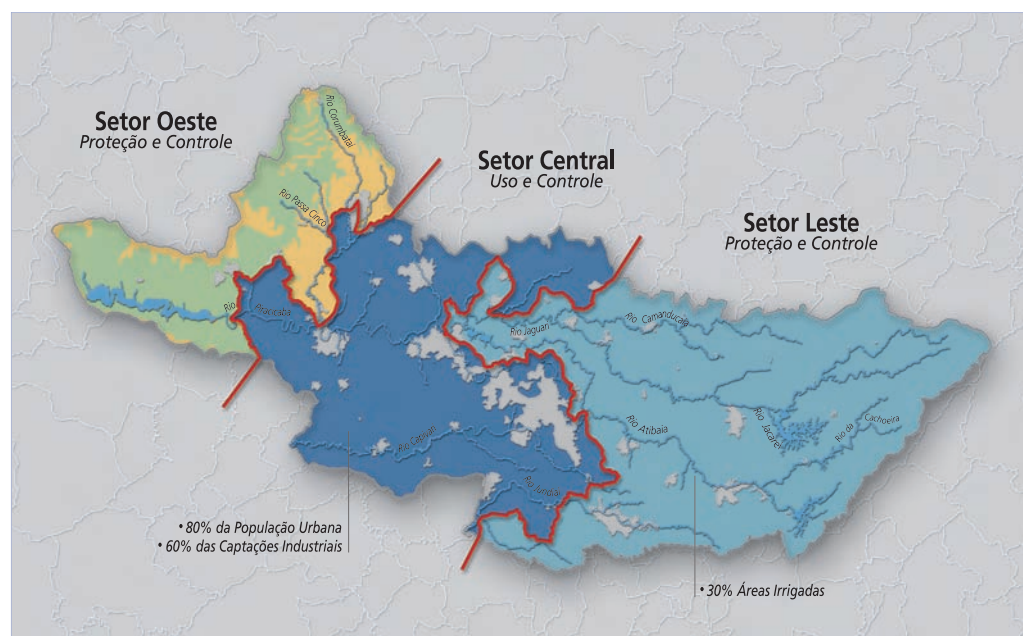 Setor Oeste
Proteção e Controle
Setor Central
Uso e Controle
Setor Leste
Proteção e Controle
Rio Corumbataí
Rio Passa Cinco
Rio Piracicaba
Rio Jaguari
Rio Camanducaia
Rio Atibaia
Rio Jacareí
Rio da Cachoeira
Rio Capivari
Rio Jundiaí
• 80% da População Urbana
• 60% das Captações Industriais
• 30% Áreas Irrigadas